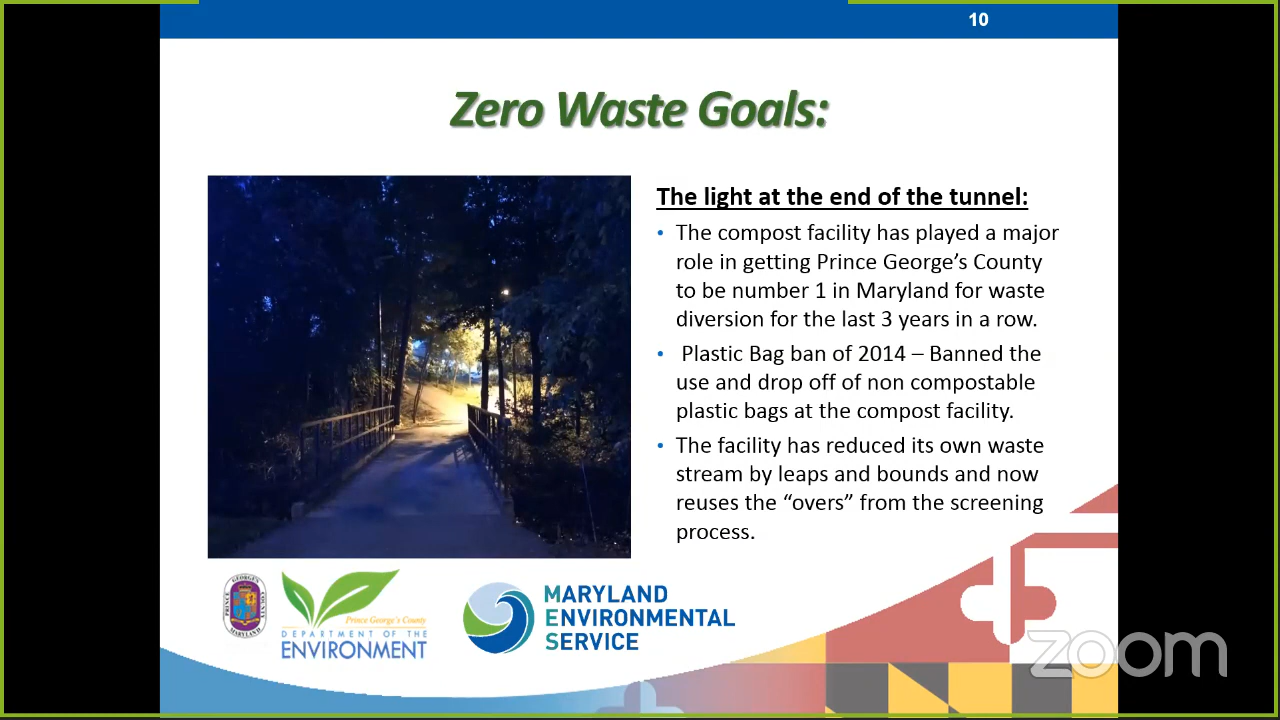 10
Zero Waste Goals:
The light at the end of the tunnel:
• The compost facility has played a major
role in getting Prince George’s County
to be number 1 in Maryland for waste
diversion for the last 3 years in a row.
• Plastic Bag ban of 2014 – Banned the
use and drop off of non compostable
plastic bags at the compost facility.
• The facility has reduced its own waste
stream by leaps and bounds and now
reuses the “overs” from the screening
process.
PRINCE GEORGE'S COUNTY MARYLAND
Prince George's County
DEPARTMENT OF THE
ENVIRONMENT
MARYLAND
ENVIRONMENTAL
SERVICE
zoom